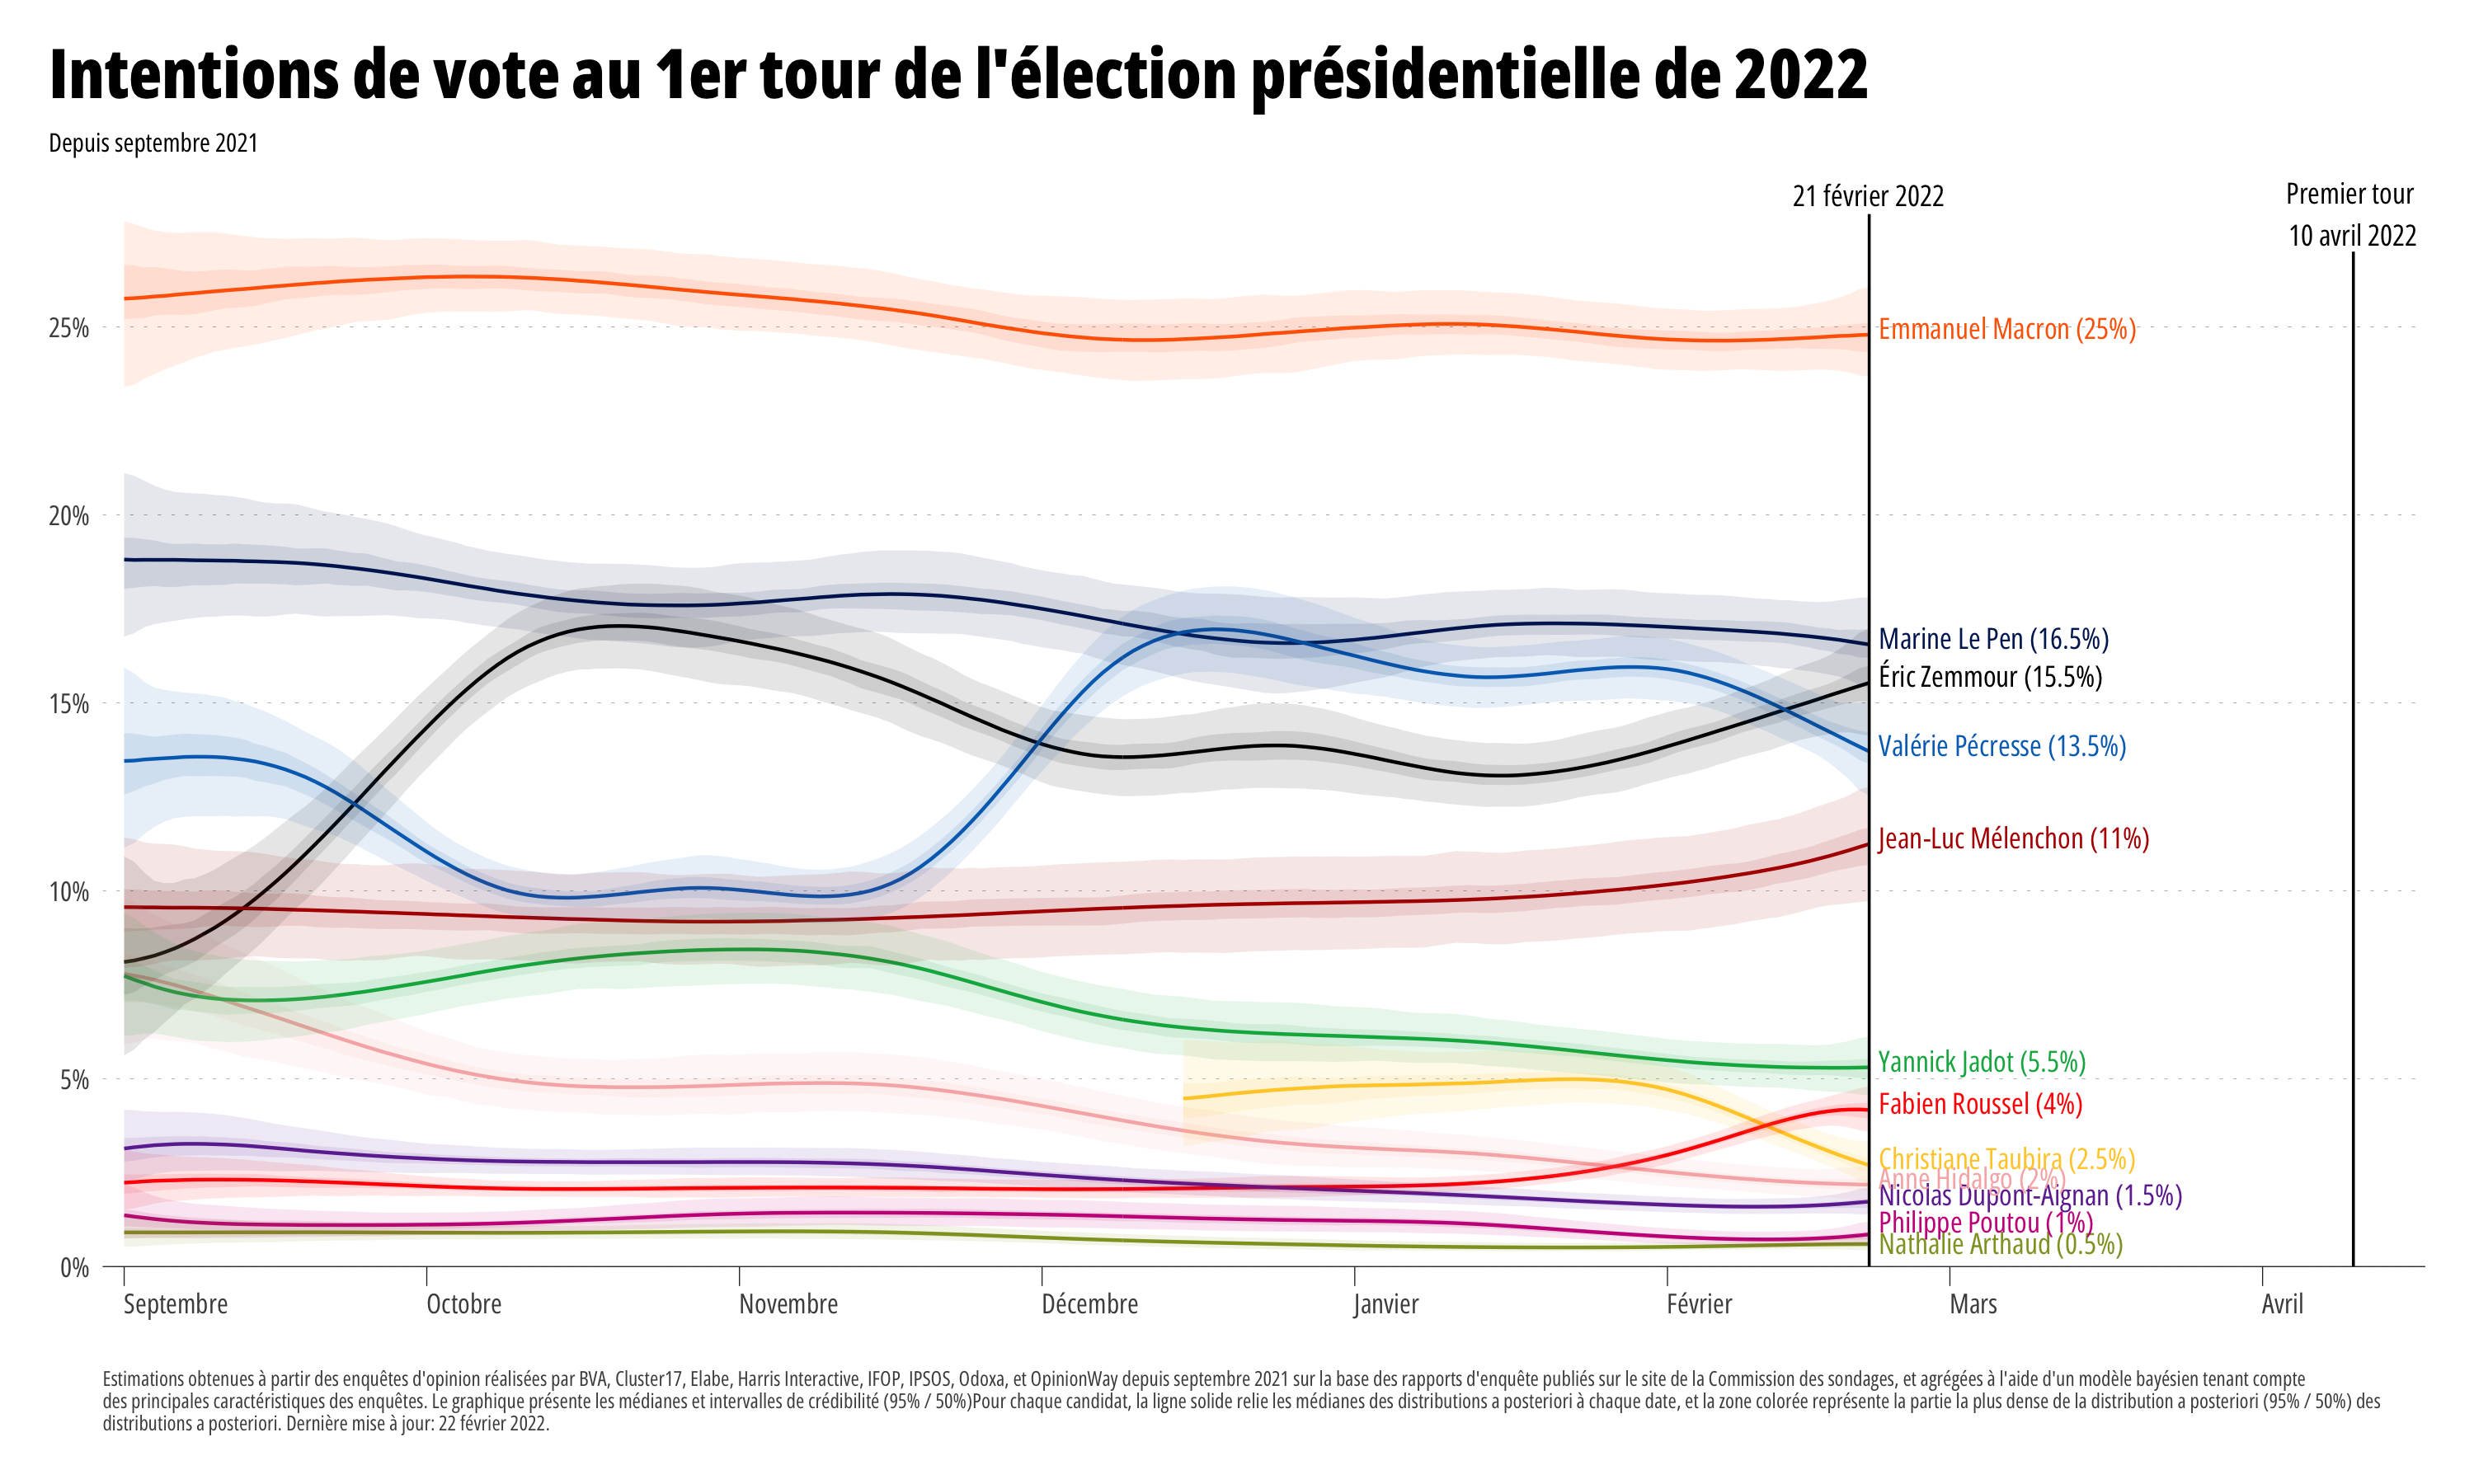 Intentions de vote au 1er tour de l'élection présidentielle de 2022
Depuis septembre 2021
21 février 2022
Premier tour
10 avril 2022
25%
20%
15%
10%
5%
0%
Emmanuel Macron (25%)
Marine Le Pen (16.5%)
Éric Zemmour (15.5%)
Valérie Pécresse (13.5%)
Jean-Luc Mélenchon (11%)
Yannick Jadot (5.5%)
Fabien Roussel (4%)
Christiane Taubira (2.5%)
Anne Hidalgo (2%)
Nicolas Dupont-Aignan (1.5%)
Philippe Poutou (1%)
Nathalie Arthaud (0.5%)
Septembre
Octobre
Novembre
Décembre
Janvier
Février
Mars
Avril
Estimations obtenues à partir des enquêtes d'opinion réalisées par BVA, Cluster17, Elabe, Harris Interactive, IFOP, IPSOS, Odoxa, et OpinionWay depuis septembre 2021 sur la base des rapports d'enquête publiés sur le site de la Commission des sondages, et agrégées à l'aide d'un modèle bayésien tenant compte
des principales caractéristiques des enquêtes. Le graphique présente les médianes et intervalles de crédibilité (95% / 50%)Pour chaque candidat, la ligne solide relie les médianes des distributions a posteriori à chaque date, et la zone colorée représente la partie la plus dense de la distribution a posteriori (95% / 50%) des
distributions a posteriori. Dernière mise à jour: 22 février 2022.